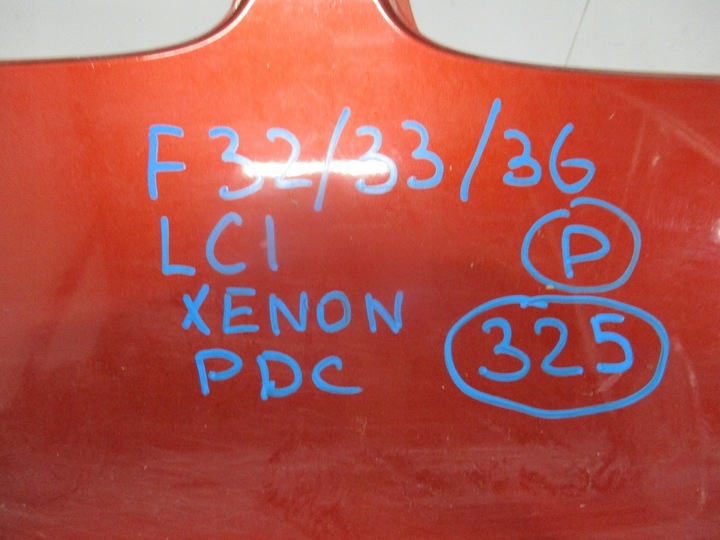 F32/33/36
LCI P
XENON
PDC 325